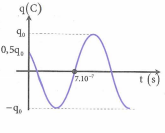 q(C)
q₀
0,5q₀
7.10⁻⁷
t (s)
−q₀